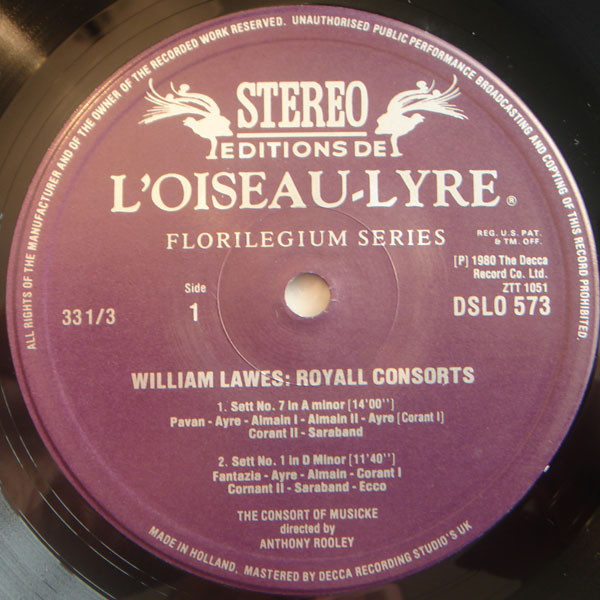 ALL RIGHTS OF THE MANUFACTURER AND OF THE OWNER OF THE RECORDED WORK RESERVED. UNAUTHORISED PUBLIC PERFORMANCE BROADCASTING AND COPYING OF THIS RECORD PROHIBITED.
STEREO
EDITIONS DE
L'OISEAU-LYRE ®
FLORILEGIUM SERIES
REG. U.S. PAT.
& TM. OFF.
[P] 1980 The Decca
Record Co. Ltd.
ZTT 1051
DSLO 573
Side
1
33 1/3
WILLIAM LAWES: ROYALL CONSORTS
1. Sett No. 7 in A minor [14'00'']
Pavan - Ayre - Almain I - Almain II - Ayre [Corant I]
Corant II - Saraband
2. Sett No. 1 in D Minor [11'40'']
Fantazia - Ayre - Almain - Corant I
Cornant II - Saraband - Ecco
THE CONSORT OF MUSICKE
directed by
ANTHONY ROOLEY
MADE IN HOLLAND. MASTERED BY DECCA RECORDING STUDIO'S UK